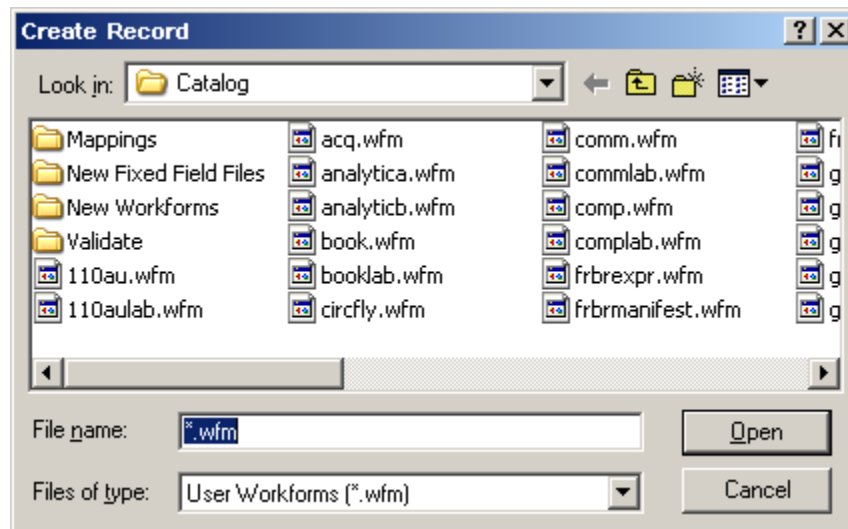 Create Record
Look in: Catalog
Mappings acq.wfm comm.wfm
New Fixed Field Files analytica.wfm commlab.wfm
New Workforms analyticb.wfm comp.wfm
Validate book.wfm complab.wfm
110au.wfm booklab.wfm frbrexpr.wfm
110aulab.wfm circfly.wfm frbrmanifest.wfm
File name: *.wfm Open
Files of type: User Workforms (*.wfm) Cancel